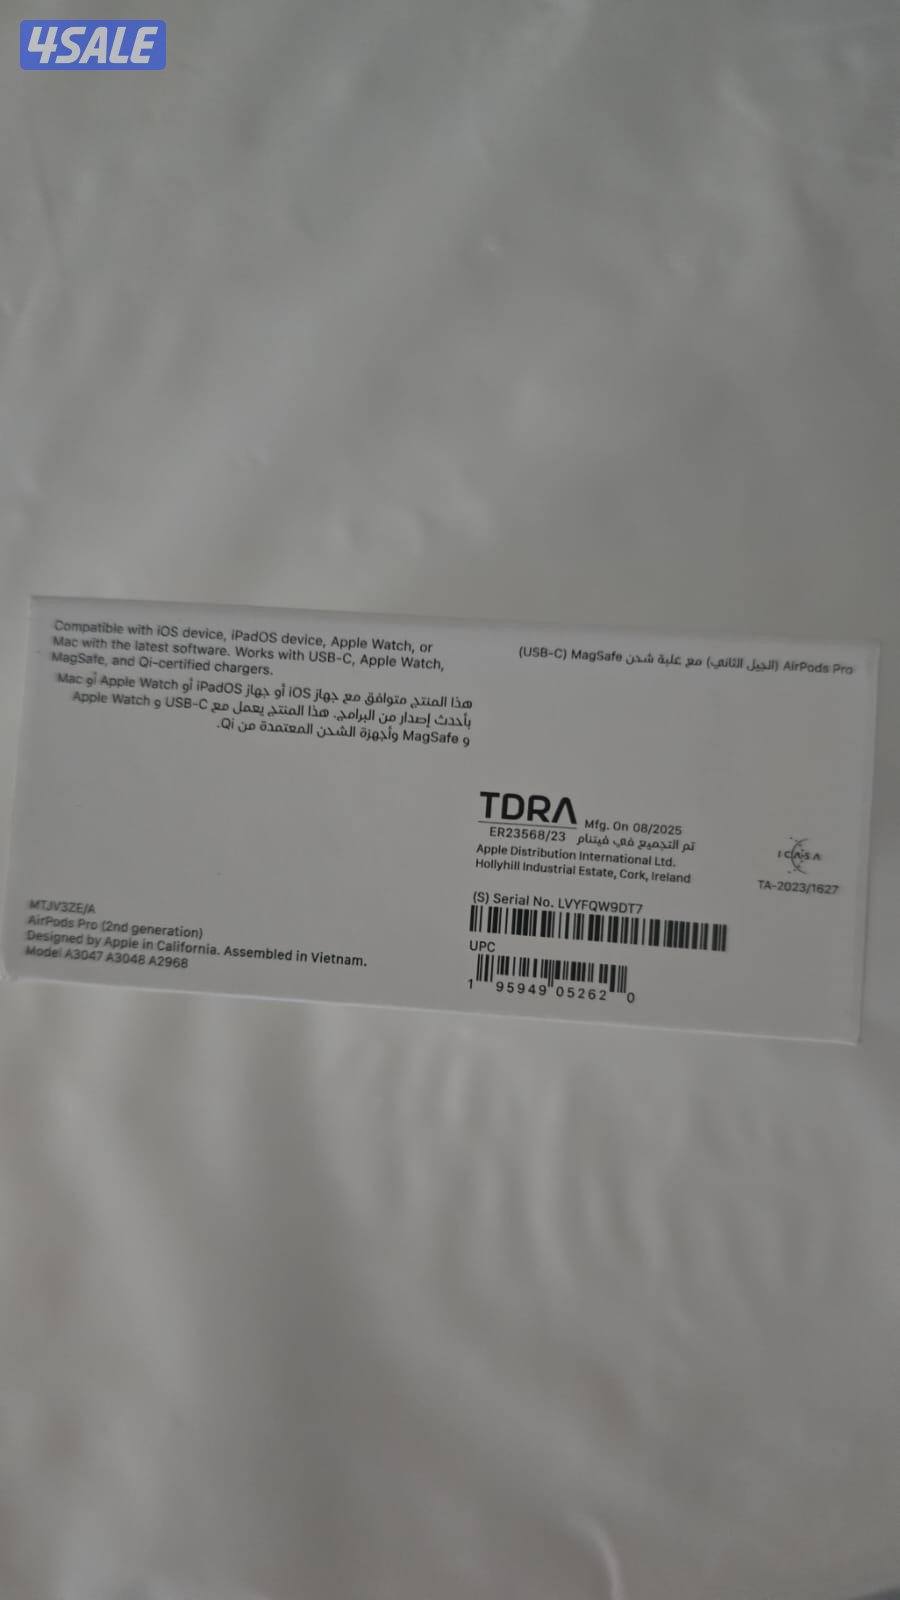 4SALE
Compatible with iOS device, iPadOS device, Apple Watch, or
Mac with the latest software. Works with USB-C, Apple Watch,
MagSafe, and Qi-certified chargers.
هذا المنتج متوافق مع جهاز iOS أو جهاز iPadOS أو Apple Watch أو Mac
بأحدث إصدار من البرامج. هذا المنتج يعمل مع USB-C و Apple Watch
و MagSafe وأجهزة الشحن المعتمدة من Qi.
AirPods Pro (الجيل الثاني) مع علبة شحن MagSafe (USB-C)
TDRA Mfg. On 08/2025
ER23568/23 تم التجميع في فيتنام
Apple Distribution International Ltd.
Hollyhill Industrial Estate, Cork, Ireland
ICASA
TA-2023/1627
(S) Serial No. LVYFQW9DT7
UPC
1 95949 05262 0
MTJV3ZE/A
AirPods Pro (2nd generation)
Designed by Apple in California. Assembled in Vietnam.
Model A3047 A3048 A2968